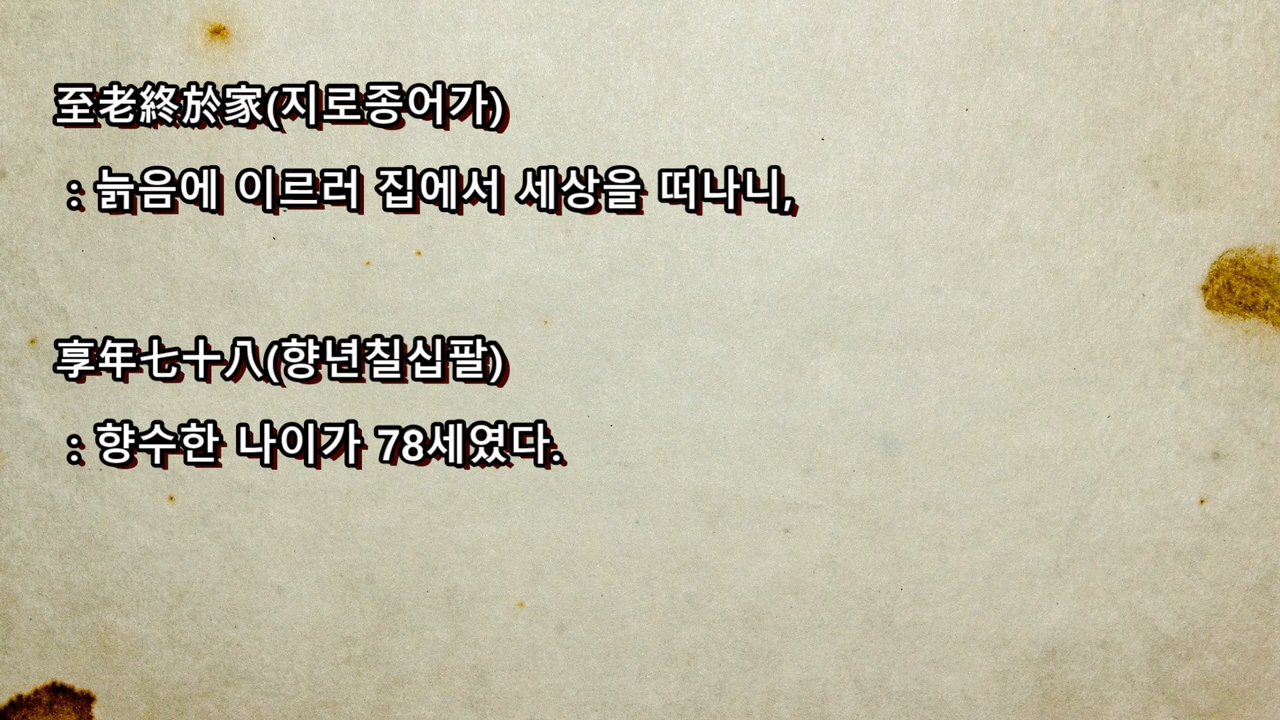 至老終於家(지로종어가)
: 늙음에 이르러 집에서 세상을 떠나니,
享年七十八(향년칠십팔)
: 향수한 나이가 78세였다.